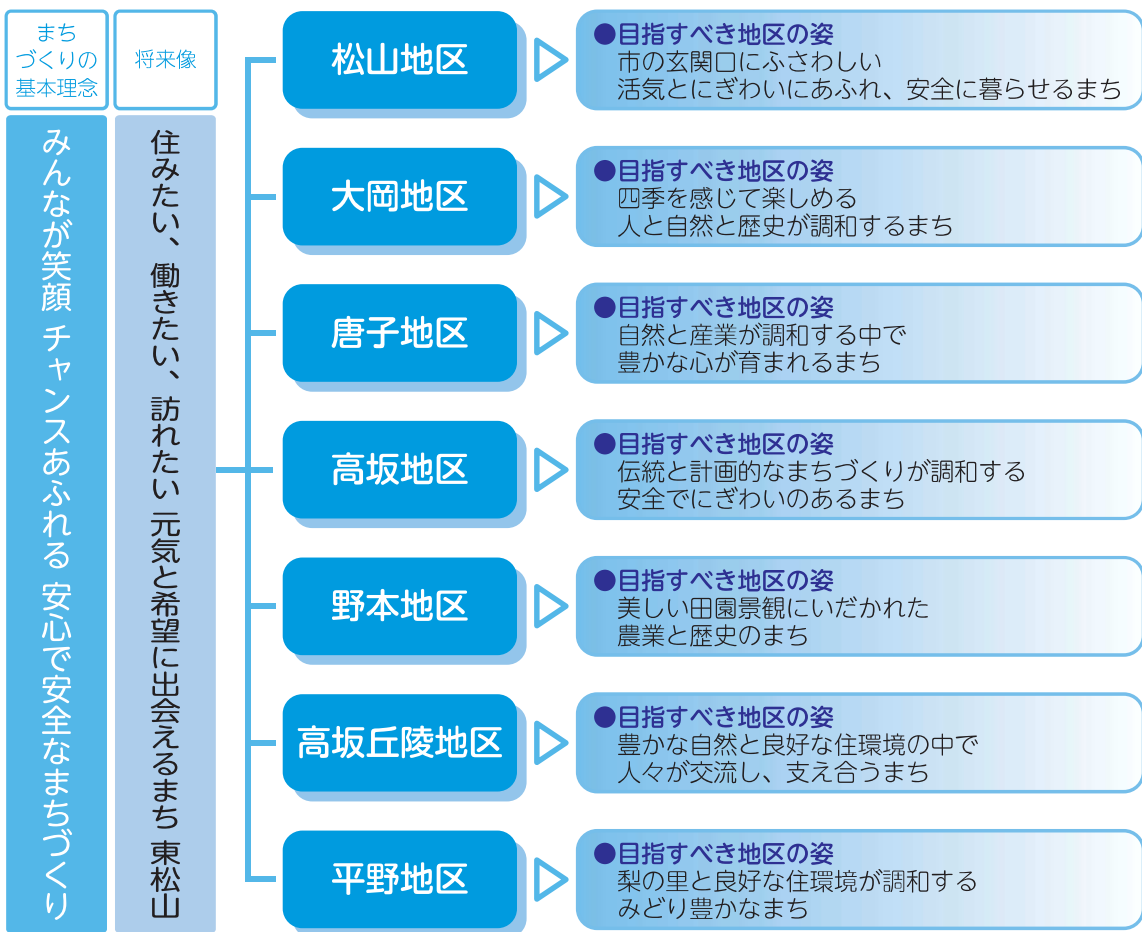 まち
づくりの
基本理念
みんなが笑顔 チャンスあふれる 安心で安全なまちづくり
将来像
住みたい、働きたい、訪れたい 元気と希望に出会えるまち 東松山
松山地区
●目指すべき地区の姿
市の玄関口にふさわしい
活気とにぎわいにあふれ、安全に暮らせるまち
大岡地区
●目指すべき地区の姿
四季を感じて楽しめる
人と自然と歴史が調和するまち
唐子地区
●目指すべき地区の姿
自然と産業が調和する中で
豊かな心が育まれるまち
高坂地区
●目指すべき地区の姿
伝統と計画的なまちづくりが調和する
安全でにぎわいのあるまち
野本地区
●目指すべき地区の姿
美しい田園景観にいだかれた
農業と歴史のまち
高坂丘陵地区
●目指すべき地区の姿
豊かな自然と良好な住環境の中で
人々が交流し、支え合うまち
平野地区
●目指すべき地区の姿
梨の里と良好な住環境が調和する
みどり豊かなまち